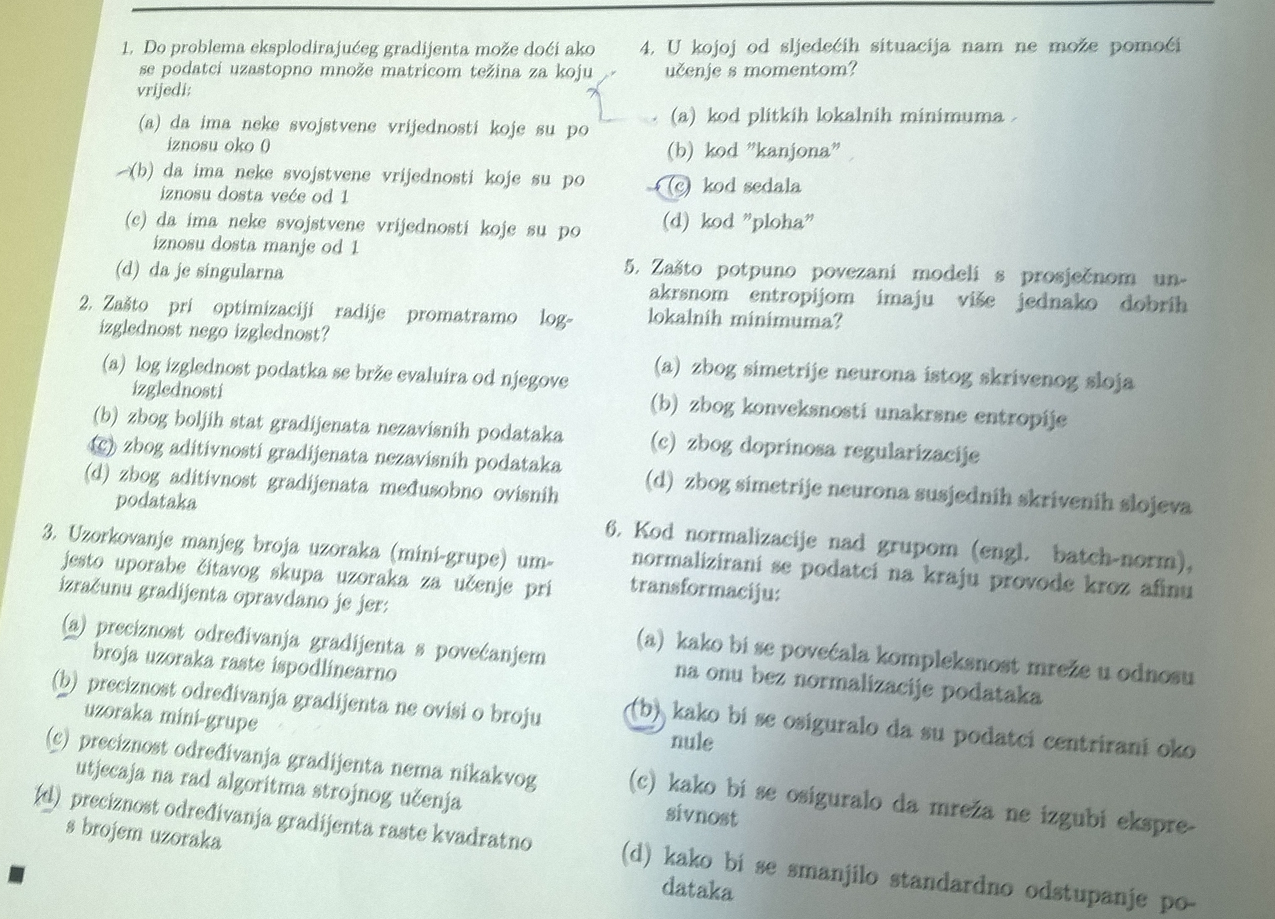 1. Do problema eksplodirajućeg gradijenta može doći ako
se podatci uzastopno množe matricom težina za koju
vrijedi:
(a) da ima neke svojstvene vrijednosti koje su po
iznosu oko 0
(b) da ima neke svojstvene vrijednosti koje su po
iznosu dosta veće od 1
(c) da ima neke svojstvene vrijednosti koje su po
iznosu dosta manje od 1
(d) da je singularna
2. Zašto pri optimizaciji radije promatramo log-
izglednost nego izglednost?
(a) log izglednost podatka se brže evaluira od njegove
izglednosti
(b) zbog boljih stat gradijenata nezavisnih podataka
(c) zbog aditivnosti gradijenata nezavisnih podataka
(d) zbog aditivnost gradijenata međusobno ovisnih
podataka
3. Uzorkovanje manjeg broja uzoraka (mini-grupe) um-
jesto uporabe čitavog skupa uzoraka za učenje pri
izračunu gradijenta opravdano je jer:
(a) preciznost određivanja gradijenta s povećanjem
broja uzoraka raste ispodlinearno
(b) preciznost određivanja gradijenta ne ovisi o broju
uzoraka mini-grupe
(c) preciznost određivanja gradijenta nema nikakvog
utjecaja na rad algoritma strojnog učenja
(d) preciznost određivanja gradijenta raste kvadratno
s brojem uzoraka
4. U kojoj od sljedećih situacija nam ne može pomoći
učenje s momentom?
(a) kod plitkih lokalnih minimuma
(b) kod "kanjona"
(c) kod sedala
(d) kod "ploha"
5. Zašto potpuno povezani modeli s prosječnom un-
akrsnom entropijom imaju više jednako dobrih
lokalnih minimuma?
(a) zbog simetrije neurona istog skrivenog sloja
(b) zbog konveksnosti unakrsne entropije
(c) zbog doprinosa regularizacije
(d) zbog simetrije neurona susjednih skrivenih slojeva
6. Kod normalizacije nad grupom (engl. batch-norm),
normalizirani se podatci na kraju provode kroz afinu
transformaciju:
(a) kako bi se povećala kompleksnost mreže u odnosu
na onu bez normalizacije podataka
(b) kako bi se osiguralo da su podatci centrirani oko
nule
(c) kako bi se osiguralo da mreža ne izgubi ekspre-
sivnost
(d) kako bi se smanjilo standardno odstupanje po-
dataka